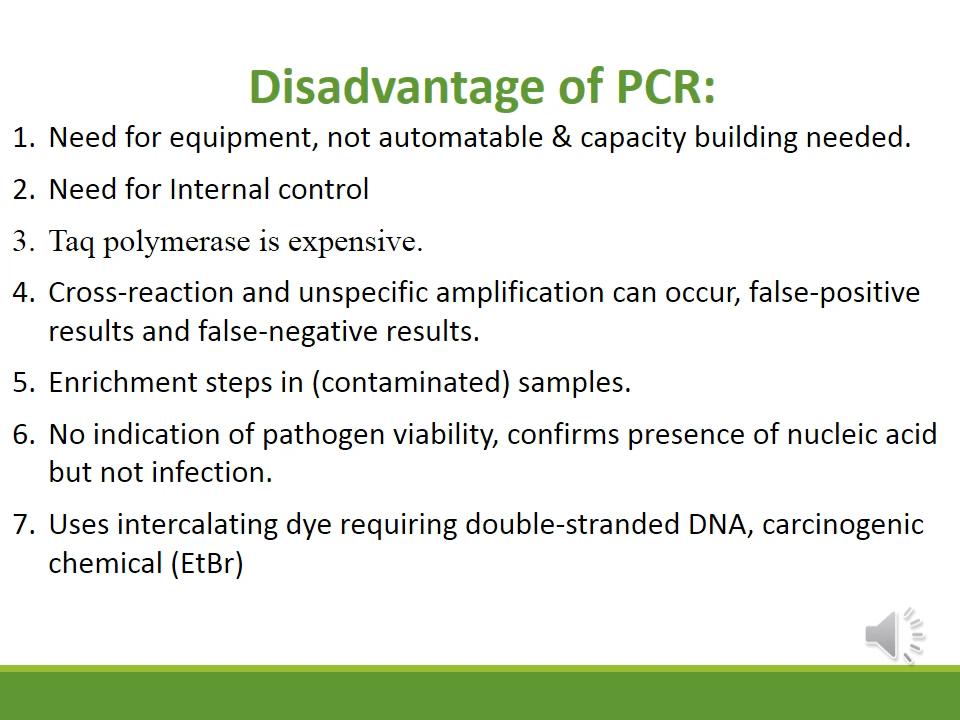 Disadvantage of PCR:
1. Need for equipment, not automatable & capacity building needed.
2. Need for Internal control
3. Taq polymerase is expensive.
4. Cross-reaction and unspecific amplification can occur, false-positive
results and false-negative results.
5. Enrichment steps in (contaminated) samples.
6. No indication of pathogen viability, confirms presence of nucleic acid
but not infection.
7. Uses intercalating dye requiring double-stranded DNA, carcinogenic
chemical (EtBr)